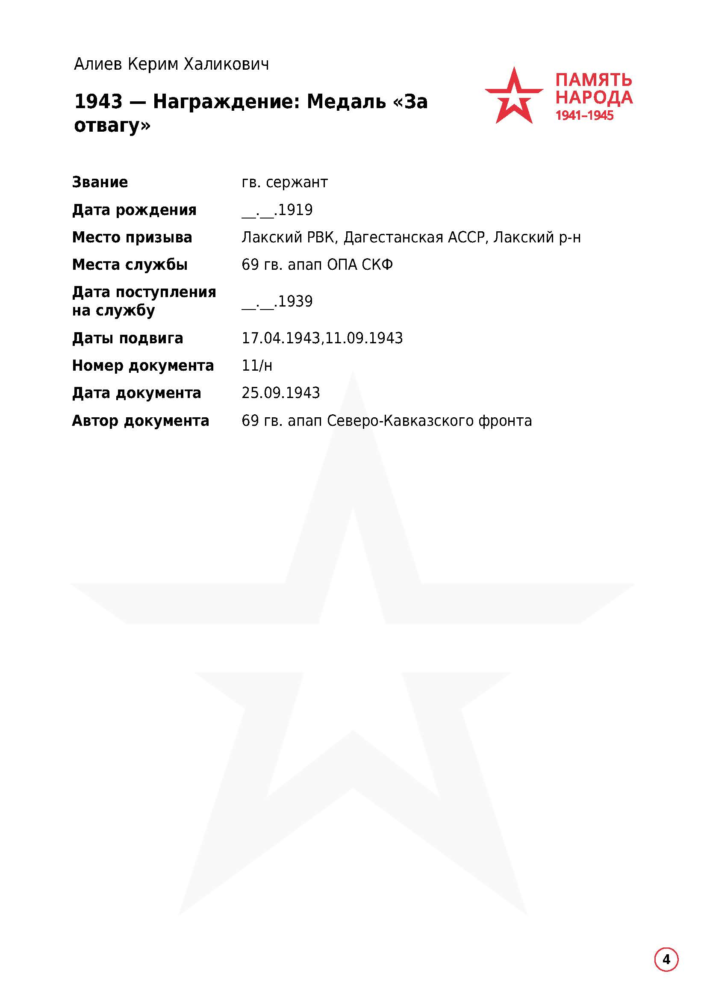 Алиев Керим Халикович
1943 — Награждение: Медаль «За
отвагу»
ПАМЯТЬ
НАРОДА
1941–1945
Звание гв. сержант
Дата рождения __.__.1919
Место призыва Лакский РВК, Дагестанская АССР, Лакский р-н
Места службы 69 гв. апап ОПА СКФ
Дата поступления
на службу __.__.1939
Даты подвига 17.04.1943,11.09.1943
Номер документа 11/н
Дата документа 25.09.1943
Автор документа 69 гв. апап Северо-Кавказского фронта
4